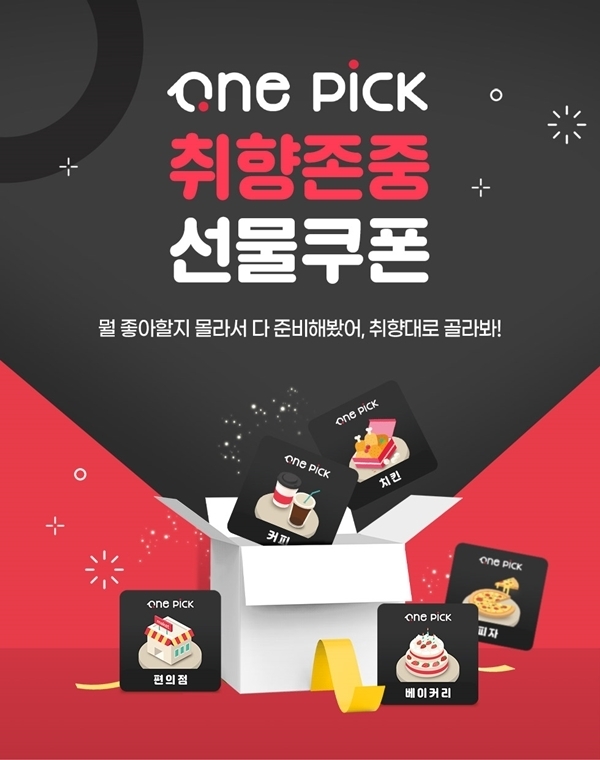 One PiCK
취향존중
선물쿠폰
뭘 좋아할지 몰라서 다 준비해봤어, 취향대로 골라봐!
One PiCK
치킨
One PiCK
커피
One PiCK
피자
One PiCK
편의점
One PiCK
베이커리